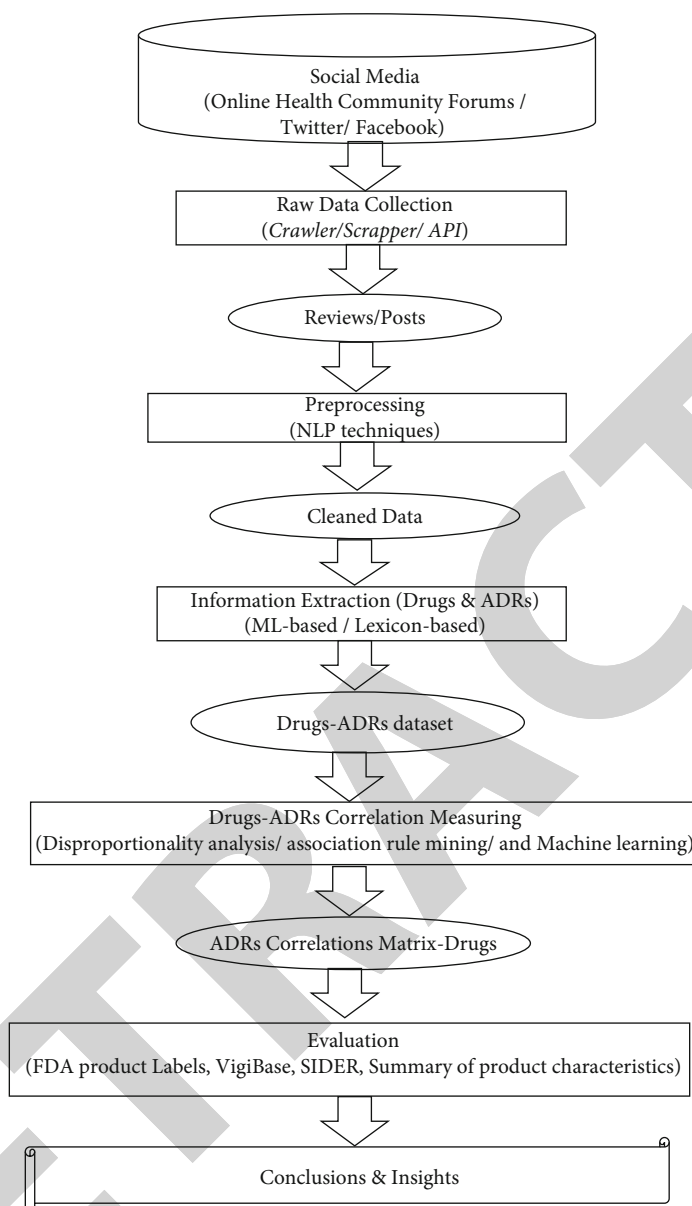 Social Media
(Online Health Community Forums /
Twitter/ Facebook)
Raw Data Collection
(Crawler/Scrapper/ API)
Reviews/Posts
Preprocessing
(NLP techniques)
Cleaned Data
Information Extraction (Drugs & ADRs)
(ML-based / Lexicon-based)
Drugs-ADRs dataset
Drugs-ADRs Correlation Measuring
(Disproportionality analysis/ association rule mining/ and Machine learning)
ADRs Correlations Matrix-Drugs
Evaluation
(FDA product Labels, VigiBase, SIDER, Summary of product characteristics)
Conclusions & Insights
TRACT